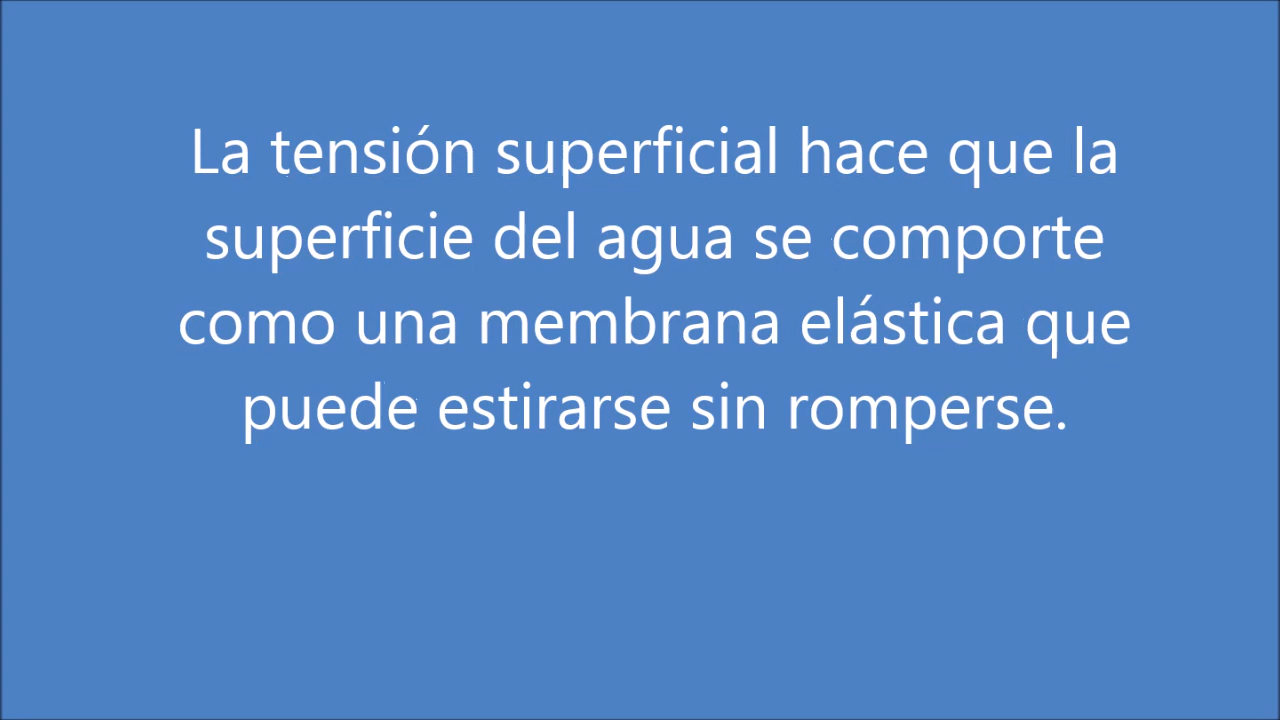 La tensión superficial hace que la
superficie del agua se comporte
como una membrana elástica que
puede estirarse sin romperse.